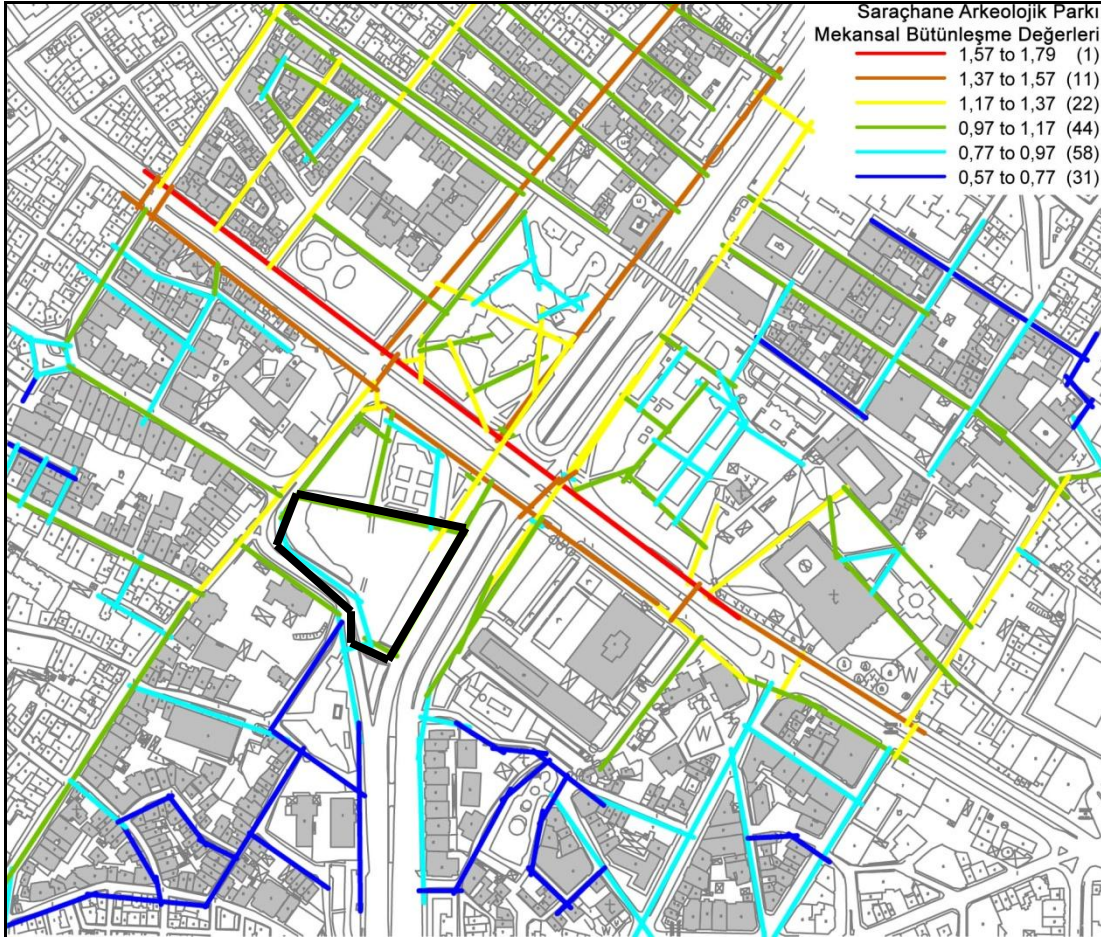 Saraçhane Arkeolojik Parkı
Mekansal Bütünleşme Değerleri
1,57 to 1,79 (1)
1,37 to 1,57 (11)
1,17 to 1,37 (22)
0,97 to 1,17 (44)
0,77 to 0,97 (58)
0,57 to 0,77 (31)
W
W